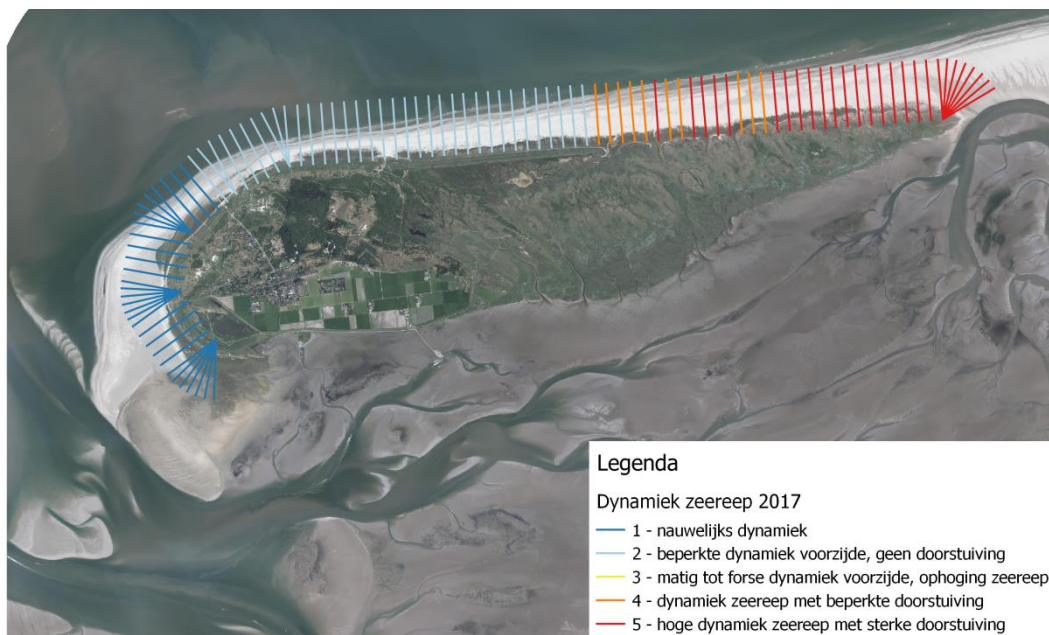 Legenda
Dynamiek zeereep 2017
1 - nauwelijks dynamiek
2 - beperkte dynamiek voorzijde, geen doorstuiving
3 - matig tot forse dynamiek voorzijde, ophoging zeereep
4 - dynamiek zeereep met beperkte doorstuiving
5 - hoge dynamiek zeereep met sterke doorstuiving